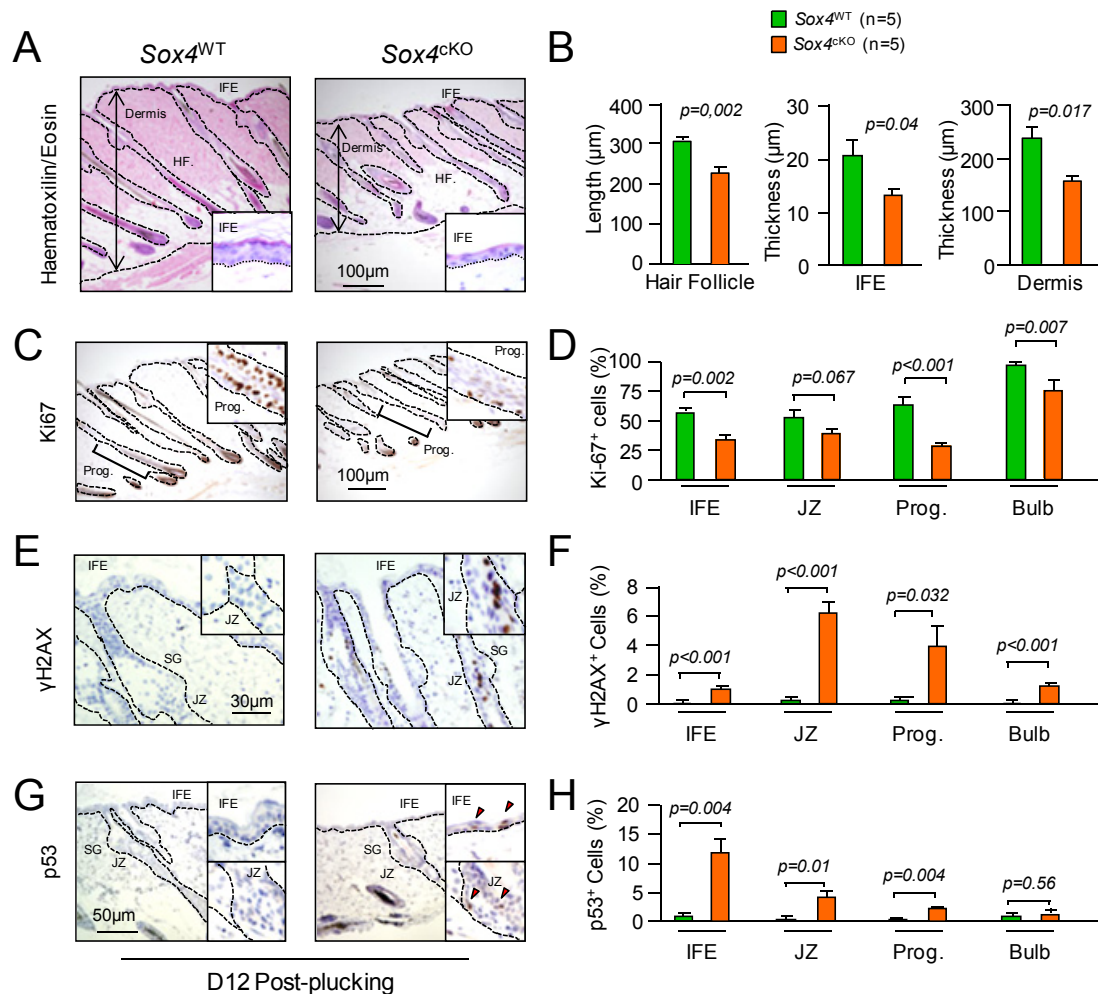 Sox4WT (n=5)
Sox4cKO (n=5)
A
Sox4WT
Sox4cKO
Haematoxilin/Eosin
IFE
Dermis
HF.
IFE
IFE
Dermis
HF.
IFE
100µm
B
Length (µm)
400
300
200
100
0
p=0,002
Hair Follicle
Thickness (µm)
30
20
10
0
p=0.04
IFE
Thickness (µm)
300
200
100
0
p=0.017
Dermis
C
Ki67
Prog.
Prog.
Prog.
Prog.
100µm
D
Ki-67+ cells (%)
100
75
50
25
0
p=0.002
p=0.067
p<0.001
p=0.007
IFE
JZ
Prog.
Bulb
E
γH2AX
IFE
JZ
SG
JZ
30µm
IFE
JZ
SG
JZ
F
γH2AX+ Cells (%)
8
6
4
2
0
p<0.001
p<0.001
p=0.032
p<0.001
IFE
JZ
Prog.
Bulb
G
p53
IFE
IFE
SG
JZ
JZ
50µm
IFE
IFE
SG
JZ
JZ
H
p53+ Cells (%)
20
15
10
5
0
p=0.004
p=0.01
p=0.004
p=0.56
IFE
JZ
Prog.
Bulb
D12 Post-plucking